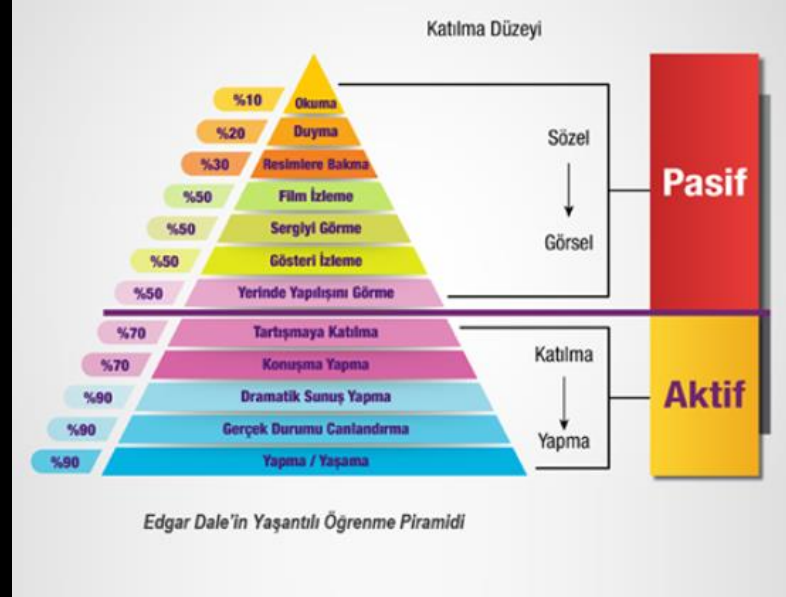 Katılma Düzeyi
%10 Okuma
%20 Duyma
%30 Resimlere Bakma
%50 Film İzleme
%50 Sergiyi Görme
%50 Gösteri İzleme
%50 Yerinde Yapılışını Görme
Sözel
Görsel
Pasif
%70 Tartışmaya Katılma
%70 Konuşma Yapma
%90 Dramatik Sunuş Yapma
%90 Gerçek Durumu Canlandırma
%90 Yapma / Yaşama
Katılma
Yapma
Aktif
Edgar Dale'in Yaşantılı Öğrenme Piramidi